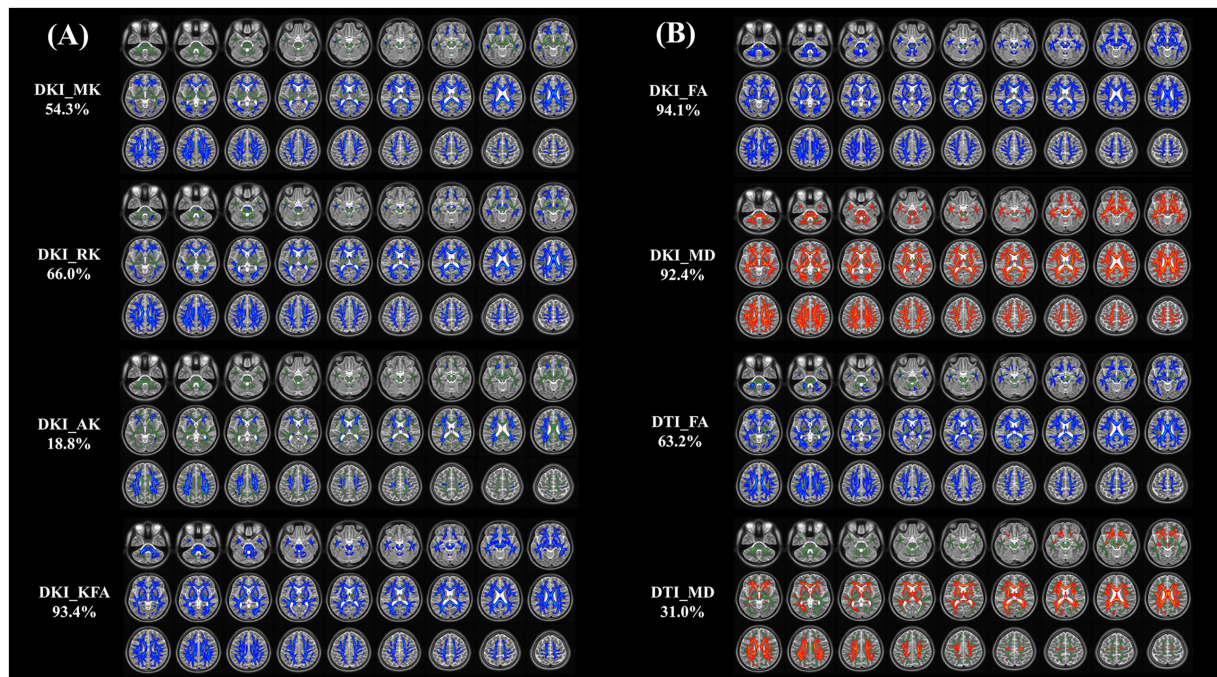 (A)
DKI_MK
54.3%
DKI_RK
66.0%
DKI_AK
18.8%
DKI_KFA
93.4%
(B)
DKI_FA
94.1%
DKI_MD
92.4%
DTI_FA
63.2%
DTI_MD
31.0%